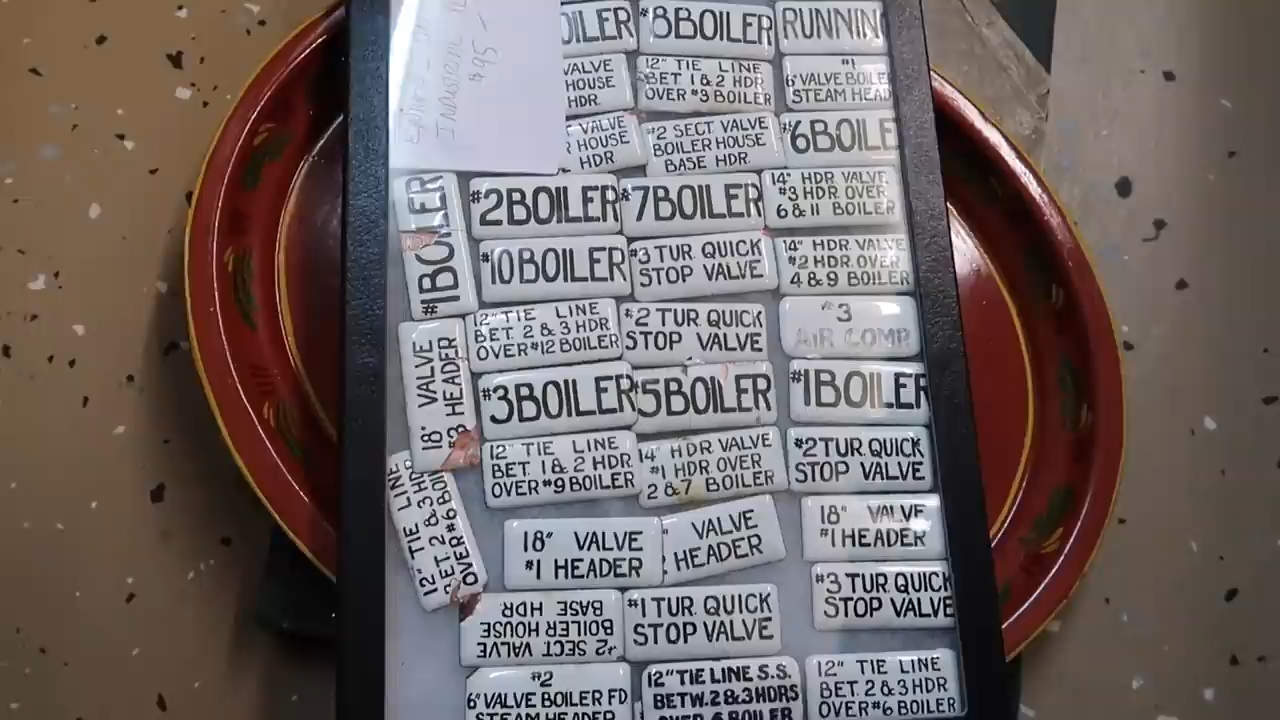 INDUSTRIAL
$95-
OILER
#8BOILER
RUNNIN
VALVE
HOUSE
HDR.
12" TIE LINE
BET 1 & 2 HDR
OVER #9 BOILER
#1
6" VALVE BOILE
STEAM HEAD
VALVE
R HOUSE
HDR.
#2 SECT. VALVE
BOILER HOUSE
BASE HDR.
#6BOILE
#1BOILER
#2BOILER
#7BOILER
14" HDR. VALVE
#3 HDR. OVER
6 & 11 BOILER
#10BOILER
#3 TUR. QUICK
STOP VALVE
14" HDR. VALVE
#2 HDR. OVER
4 & 9 BOILER
18" VALVE
#3 HEADER
12" TIE LINE
BET. 2 & 3 HDR.
OVER #12 BOILER
#2 TUR. QUICK
STOP VALVE
#3
AIR COMP.
#3BOILER
5BOILER
#1BOILER
12" TIE LINE
BET. 1 & 2 HDR.
OVER #9 BOILER
14" HDR. VALVE
#1 HDR. OVER
2 & 7 BOILER
#2 TUR. QUICK
STOP VALVE
12" TIE LINE
BET. 2 & 3 HDR
OVER #6 BOI
18" VALVE
#1 HEADER
VALVE
HEADER
18" VALVE
#1 HEADER
#2 SECT. VALVE
BOILER HOUSE
BASE HDR.
#1 TUR. QUICK
STOP VALVE
#3 TUR. QUICK
STOP VALVE
#2
6" VALVE BOILER FD.
STEAM HEADER
12" TIE LINE S.S.
BETW. 2 & 3 HDRS
OVER 6 BOILER
12" TIE LINE
BET. 2 & 3 HDR
OVER #6 BOILER